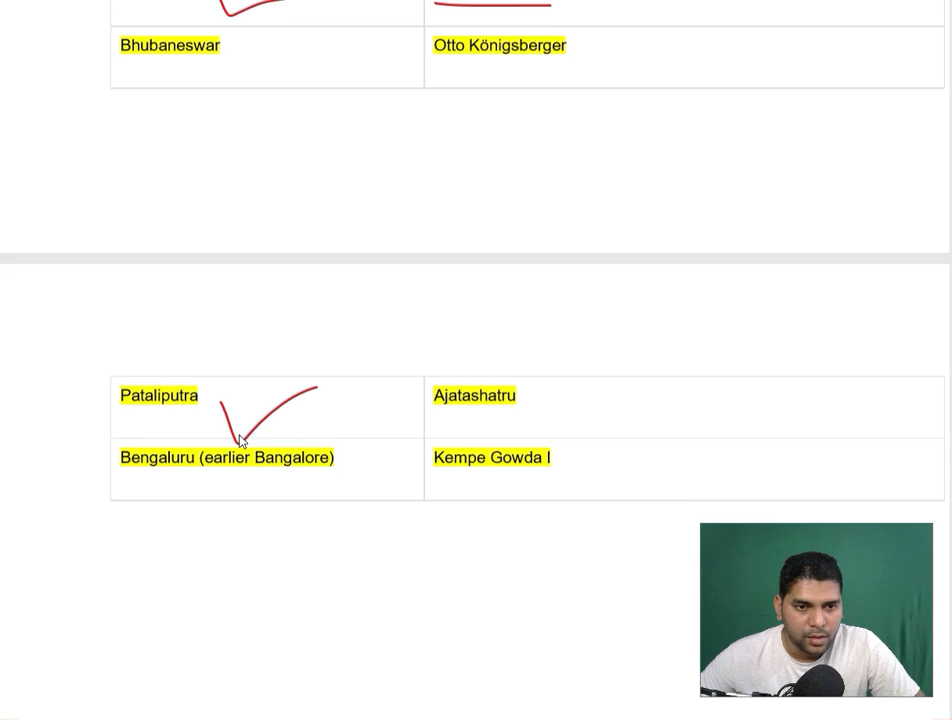 Bhubaneswar
Otto Königsberger
Pataliputra
Ajatashatru
Bengaluru (earlier Bangalore)
Kempe Gowda I